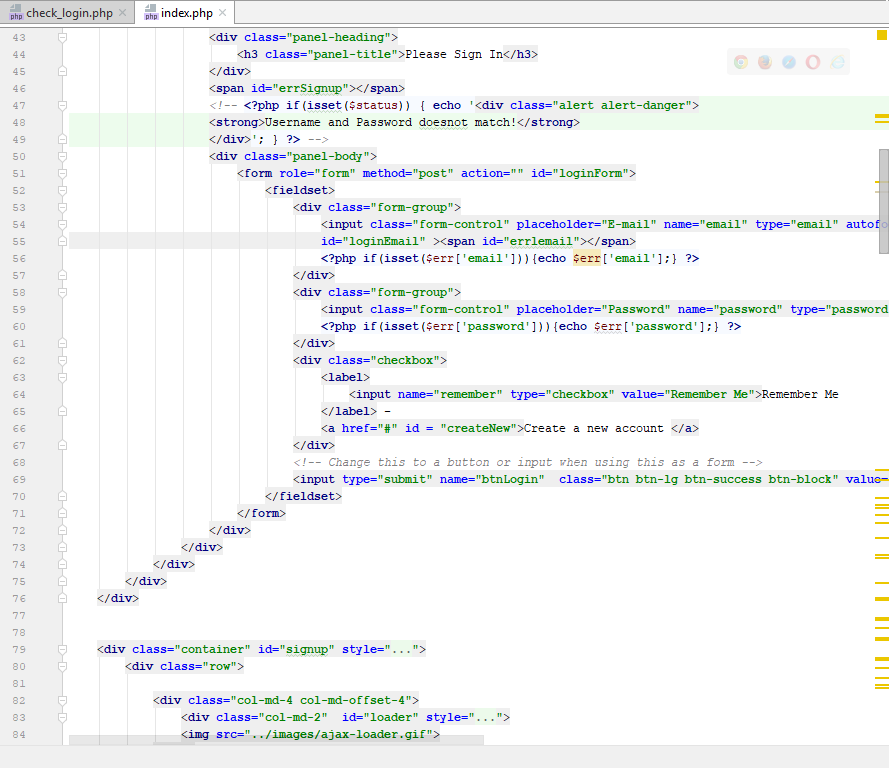 check_login.php index.php
43 <div class="panel-heading">
44 <h3 class="panel-title">Please Sign In</h3>
45 </div>
46 <span id="errSignup"></span>
47 <!-- <?php if(isset($status)) { echo '<div class="alert alert-danger">
48 <strong>Username and Password doesnot match!</strong>
49 </div>'; } ?> -->
50 <div class="panel-body">
51 <form role="form" method="post" action="" id="loginForm">
52 <fieldset>
53 <div class="form-group">
54 <input class="form-control" placeholder="E-mail" name="email" type="email" autofo
55 id="loginEmail" ><span id="errlemail"></span>
56 <?php if(isset($err['email'])){echo $err['email'];} ?>
57 </div>
58 <div class="form-group">
59 <input class="form-control" placeholder="Password" name="password" type="password
60 <?php if(isset($err['password'])){echo $err['password'];} ?>
61 </div>
62 <div class="checkbox">
63 <label>
64 <input name="remember" type="checkbox" value="Remember Me">Remember Me
65 </label> -
66 <a href="#" id = "createNew">Create a new account </a>
67 </div>
68 <!-- Change this to a button or input when using this as a form -->
69 <input type="submit" name="btnLogin"  class="btn btn-lg btn-success btn-block" value=
70 </fieldset>
71 </form>
72 </div>
73 </div>
74 </div>
75 </div>
76 </div>
77
78
79 <div class="container" id="signup" style="...">
80 <div class="row">
81
82 <div class="col-md-4 col-md-offset-4">
83 <div class="col-md-2"  id="loader" style="...">
84 <img src="../images/ajax-loader.gif">